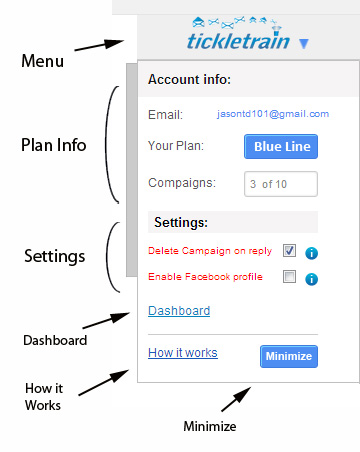 tickletrain
Menu
Account info:
Email: jasontd101@gmail.com
Plan Info
Your Plan: Blue Line
Compaigns: 3 of 10
Settings:
Settings
Delete Campaign on reply
Enable Facebook profile
Dashboard
Dashboard
How it works
Minimize
How it
Works
Minimize